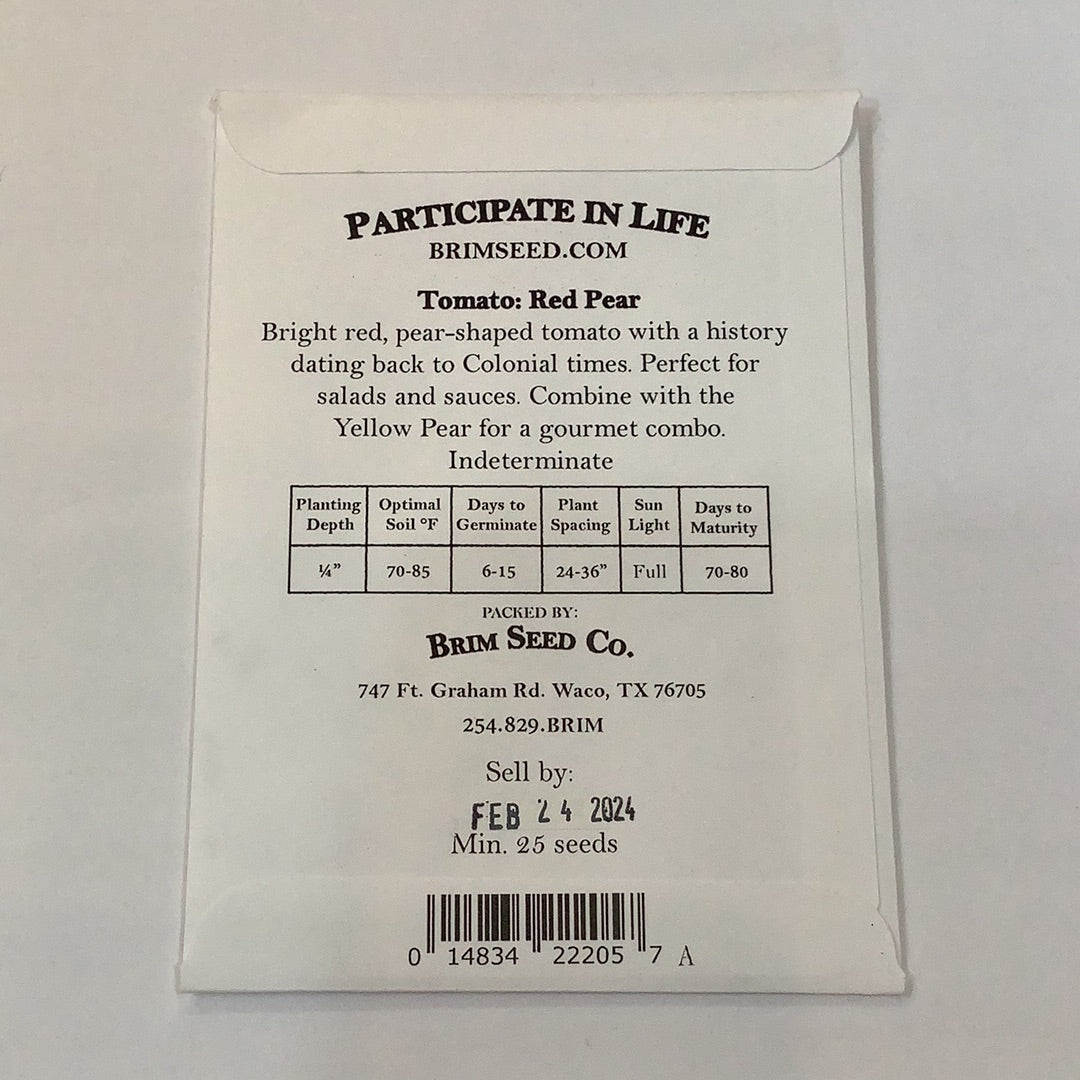 PARTICIPATE IN LIFE
BRIMSEED.COM
Tomato: Red Pear
Bright red, pear-shaped tomato with a history
dating back to Colonial times. Perfect for
salads and sauces. Combine with the
Yellow Pear for a gourmet combo.
Indeterminate
Planting Depth Optimal Soil °F Days to Germinate Plant Spacing Sun Light Days to Maturity
¼” 70-85 6-15 24-36” Full 70-80
PACKED BY:
BRIM SEED CO.
747 Ft. Graham Rd. Waco, TX 76705
254.829.BRIM
Sell by:
FEB 24 2024
Min. 25 seeds
0 14834 22205 7 A